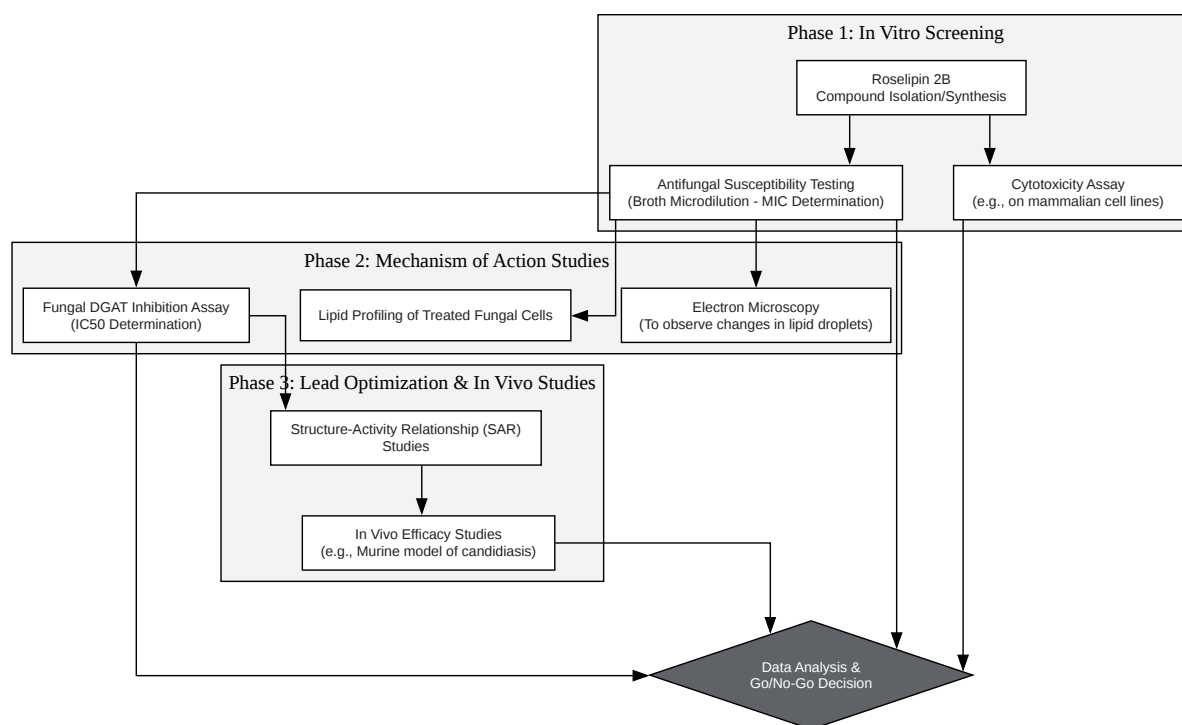 Phase 1: In Vitro Screening
Roselipin 2B
Compound Isolation/Synthesis
Antifungal Susceptibility Testing
(Broth Microdilution - MIC Determination)
Cytotoxicity Assay
(e.g., on mammalian cell lines)
Phase 2: Mechanism of Action Studies
Fungal DGAT Inhibition Assay
(IC50 Determination)
Lipid Profiling of Treated Fungal Cells
Electron Microscopy
(To observe changes in lipid droplets)
Phase 3: Lead Optimization & In Vivo Studies
Structure-Activity Relationship (SAR)
Studies
In Vivo Efficacy Studies
(e.g., Murine model of candidiasis)
Data Analysis &
Go/No-Go Decision